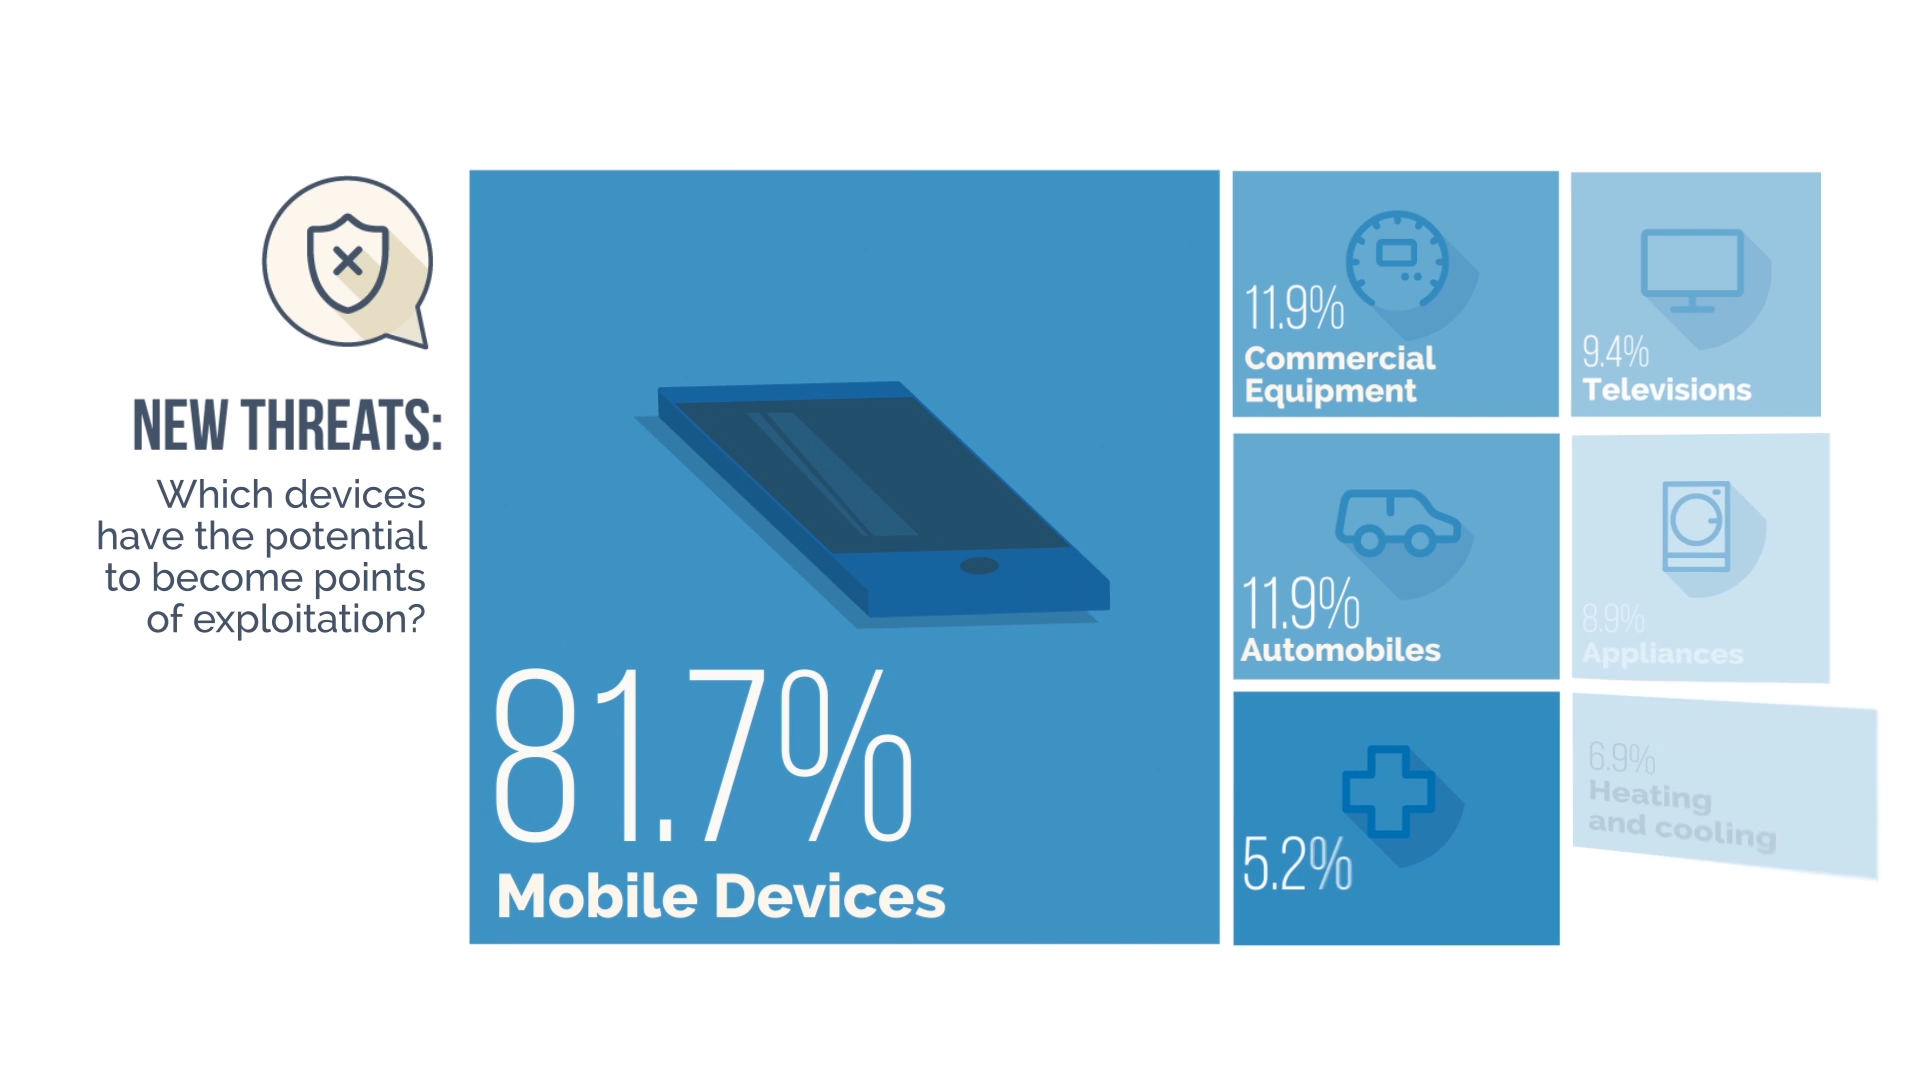 NEW THREATS:
Which devices
have the potential
to become points
of exploitation?
81.7%
Mobile Devices
11.9%
Commercial
Equipment
9.4%
Televisions
11.9%
Automobiles
8.9%
Appliances
5.2%
6.9%
Heating
and cooling